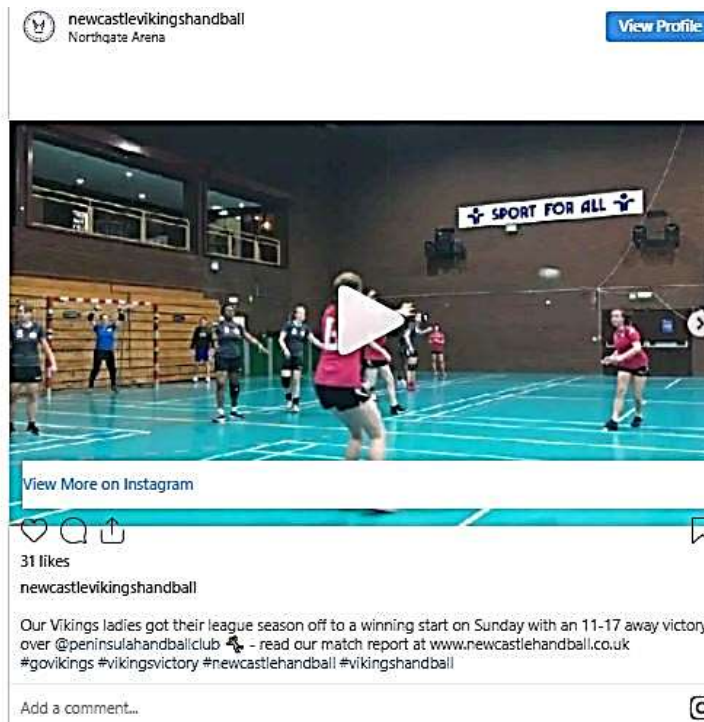 newcastlevikingshandball
Northgate Arena
View Profile
SPORT FOR ALL
View More on Instagram
31 likes
newcastlevikingshandball
Our Vikings ladies got their league season off to a winning start on Sunday with an 11-17 away victory
over @peninsulahandballclub - read our match report at www.newcastlehandball.co.uk
#govikings #vikingsvictory #newcastlehandball #vikingshandball
Add a comment...